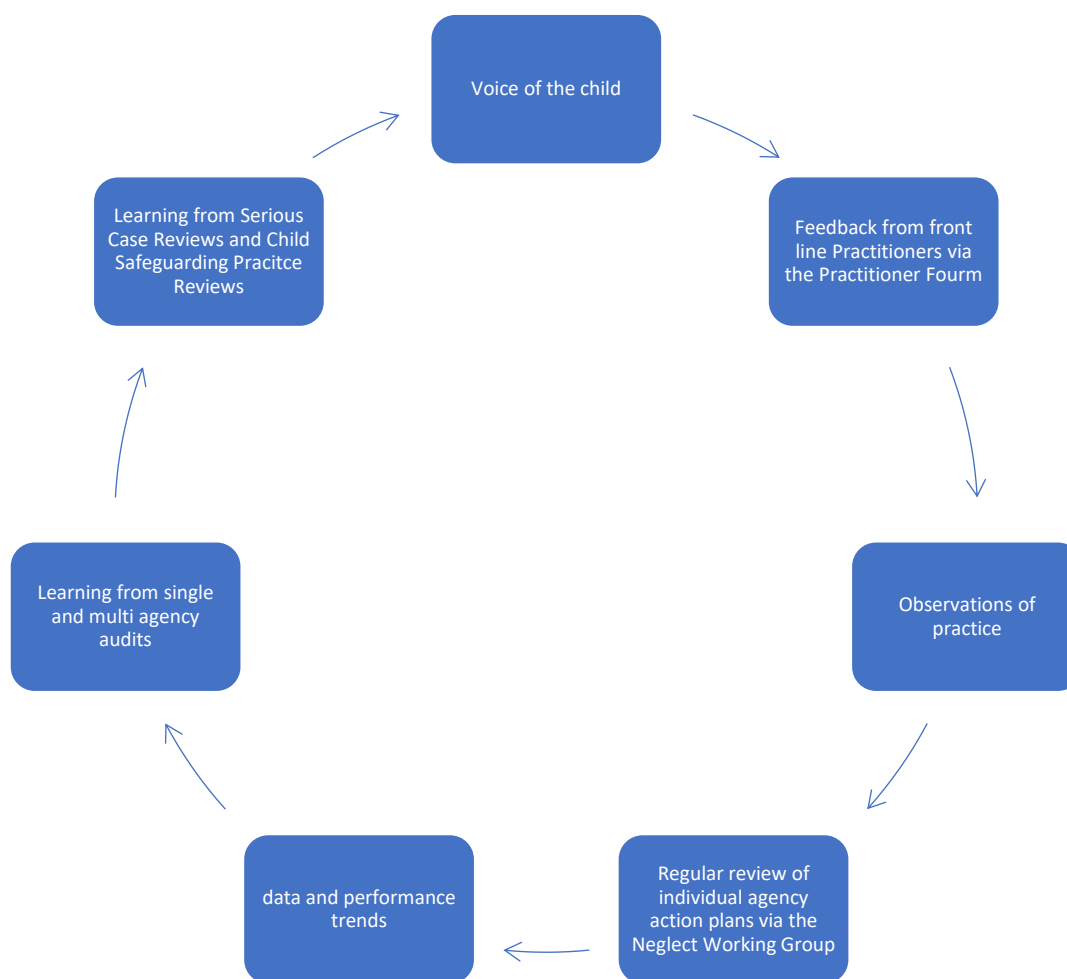 Voice of the child
Feedback from front
line Practitioners via
the Practitioner Fourm
Observations of
practice
Regular review of
individual agency
action plans via the
Neglect Working Group
data and performance
trends
Learning from single
and multi agency
audits
Learning from Serious
Case Reviews and Child
Safeguarding Pracitce
Reviews